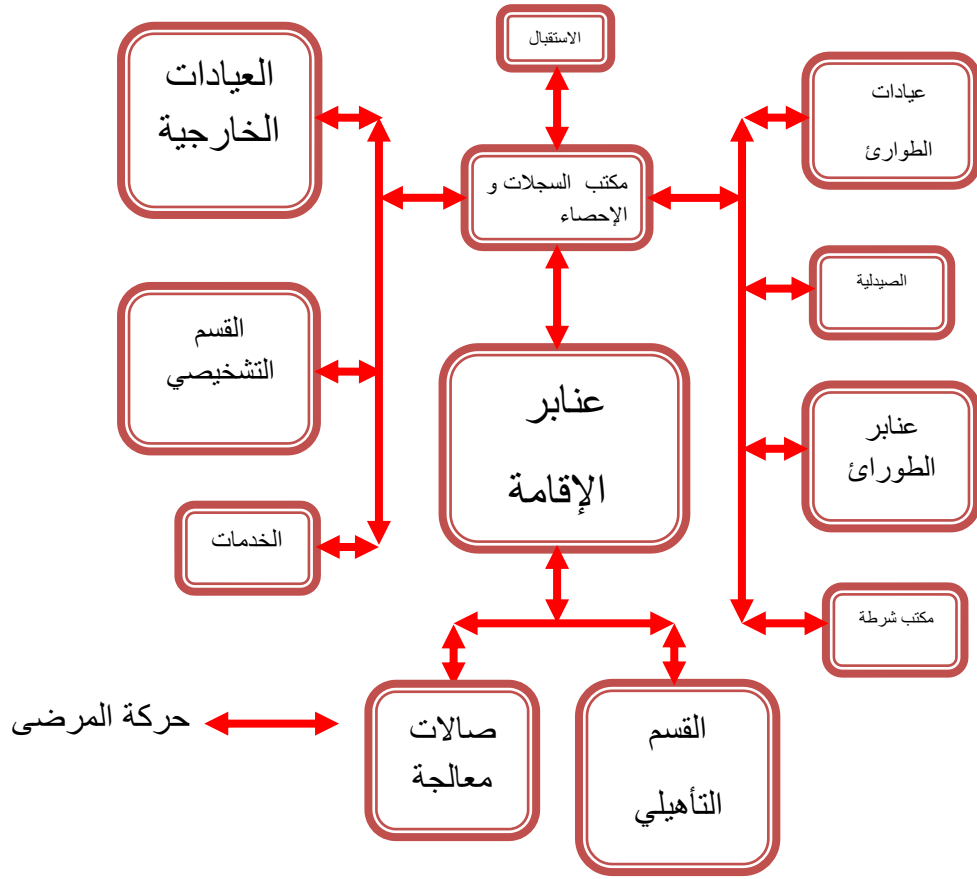 الاستقبال
العيادات
الخارجية
عيادات
الطوارئ
مكتب السجلات و
الإحصاء
الصيدلية
القسم
التشخيصي
عنابر
الإقامة
عنابر
الطورائ
الخدمات
مكتب شرطة
صالات
معالجة
القسم
التأهيلي
حركة المرضى